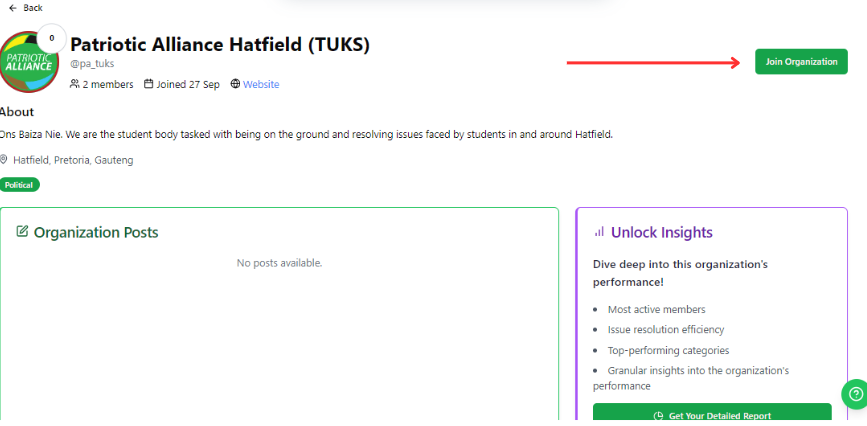 Back
0
PATRIOTIC
ALLIANCE
Patriotic Alliance Hatfield (TUKS)
@pa_tuks
2 members Joined 27 Sep Website
Join Organization
About
Ons Baiza Nie. We are the student body tasked with being on the ground and resolving issues faced by students in and around Hatfield.
Hatfield, Pretoria, Gauteng
Political
Organization Posts
No posts available.
Unlock Insights
Dive deep into this organization's
performance!
• Most active members
• Issue resolution efficiency
• Top-performing categories
• Granular insights into the organization's
performance
Get Your Detailed Report
?